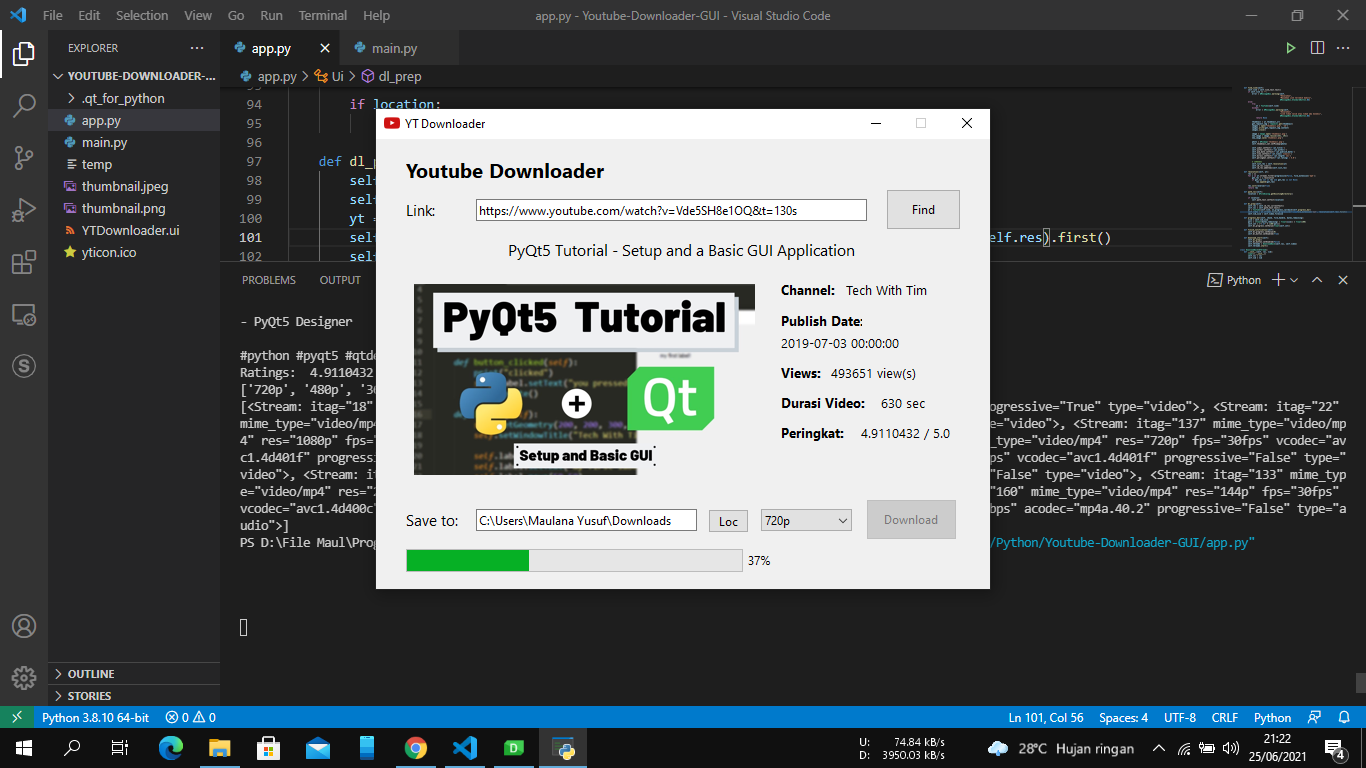 File Edit Selection View Go Run Terminal Help
app.py - Youtube-Downloader-GUI - Visual Studio Code
EXPLORER
YOUTUBE-DOWNLOADER-...
.qt_for_python
app.py
main.py
temp
thumbnail.jpeg
thumbnail.png
YTDownloader.ui
yticon.ico
OUTLINE
STORIES
app.py main.py
app.py > Ui > dl_prep
94 if location:
95
96
97 def dl_
98
99
100 yt =
101 elf.res).first()
102
YT Downloader
Youtube Downloader
Link: https://www.youtube.com/watch?v=Vde5SH8e1OQ&t=130s Find
PyQt5 Tutorial - Setup and a Basic GUI Application
PyQt5 Tutorial
def button_clicked(self):
Qt
Setup and Basic GUI
Channel: Tech With Tim
Publish Date:
2019-07-03 00:00:00
Views: 493651 view(s)
Durasi Video: 630 sec
Peringkat: 4.9110432 / 5.0
Save to: C:\Users\Maulana Yusuf\Downloads Loc 720p Download
37%
PROBLEMS OUTPUT
Python
- PyQt5 Designer
#python #pyqt5
Ratings: 4.9110432
['720p', '480p',
[<Stream: itag="18" ogressive="True" type="video">, <Stream: itag="22"
mime_type="video/mp4 ="video">, <Stream: itag="137" mime_type="video/mp
4" res="1080p" fps= _type="video/mp4" res="720p" fps="30fps" vcodec="av
c1.4d401f" progress ps" vcodec="avc1.4d401f" progressive="False" type="
video">, <Stream: "False" type="video">, <Stream: itag="133" mime_typ
e="video/mp4" res= "160" mime_type="video/mp4" res="144p" fps="30fps"
vcodec="avc1.4d400c" bps" acodec="mp4a.40.2" progressive="False" type="a
udio">]
PS D:\File Maul\Prog /Python/Youtube-Downloader-GUI/app.py"
Python 3.8.10 64-bit 0 0
Ln 101, Col 56 Spaces: 4 UTF-8 CRLF Python
U: 74.84 kB/s
D: 3950.03 kB/s
28°C Hujan ringan
21:22
25/06/2021
4